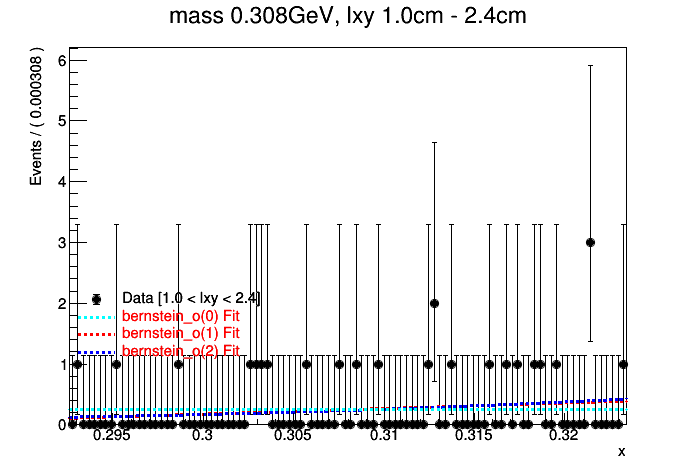 mass 0.308GeV, lxy 1.0cm - 2.4cm
Events / ( 0.000308 )
6
5
4
3
2
1
0
Data [1.0 < lxy < 2.4]
bernstein_o(0) Fit
bernstein_o(1) Fit
bernstein_o(2) Fit
0.295 0.3 0.305 0.31 0.315 0.32
x